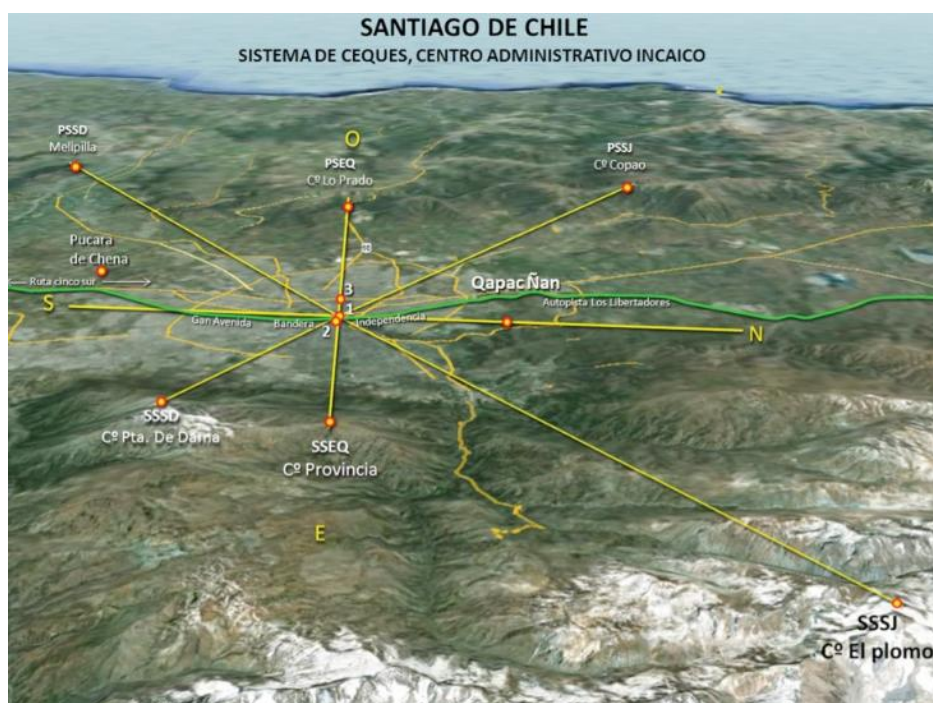 SANTIAGO DE CHILE
SISTEMA DE CEQUES, CENTRO ADMINISTRATIVO INCAICO
PSSD
Melipilla
O
PSEQ
Cº Lo Prado
PSSJ
Cº Copao
Pucara
de Chena
Ruta cinco sur
18
Qapac Ñan
Autopista Los Libertadores
S
3
1
2
Gan Avenida
Bandera
Independencia
N
SSSD
Cº Pta. De Dama
SSEQ
Cº Provincia
E
SSSJ
Cº El plomo